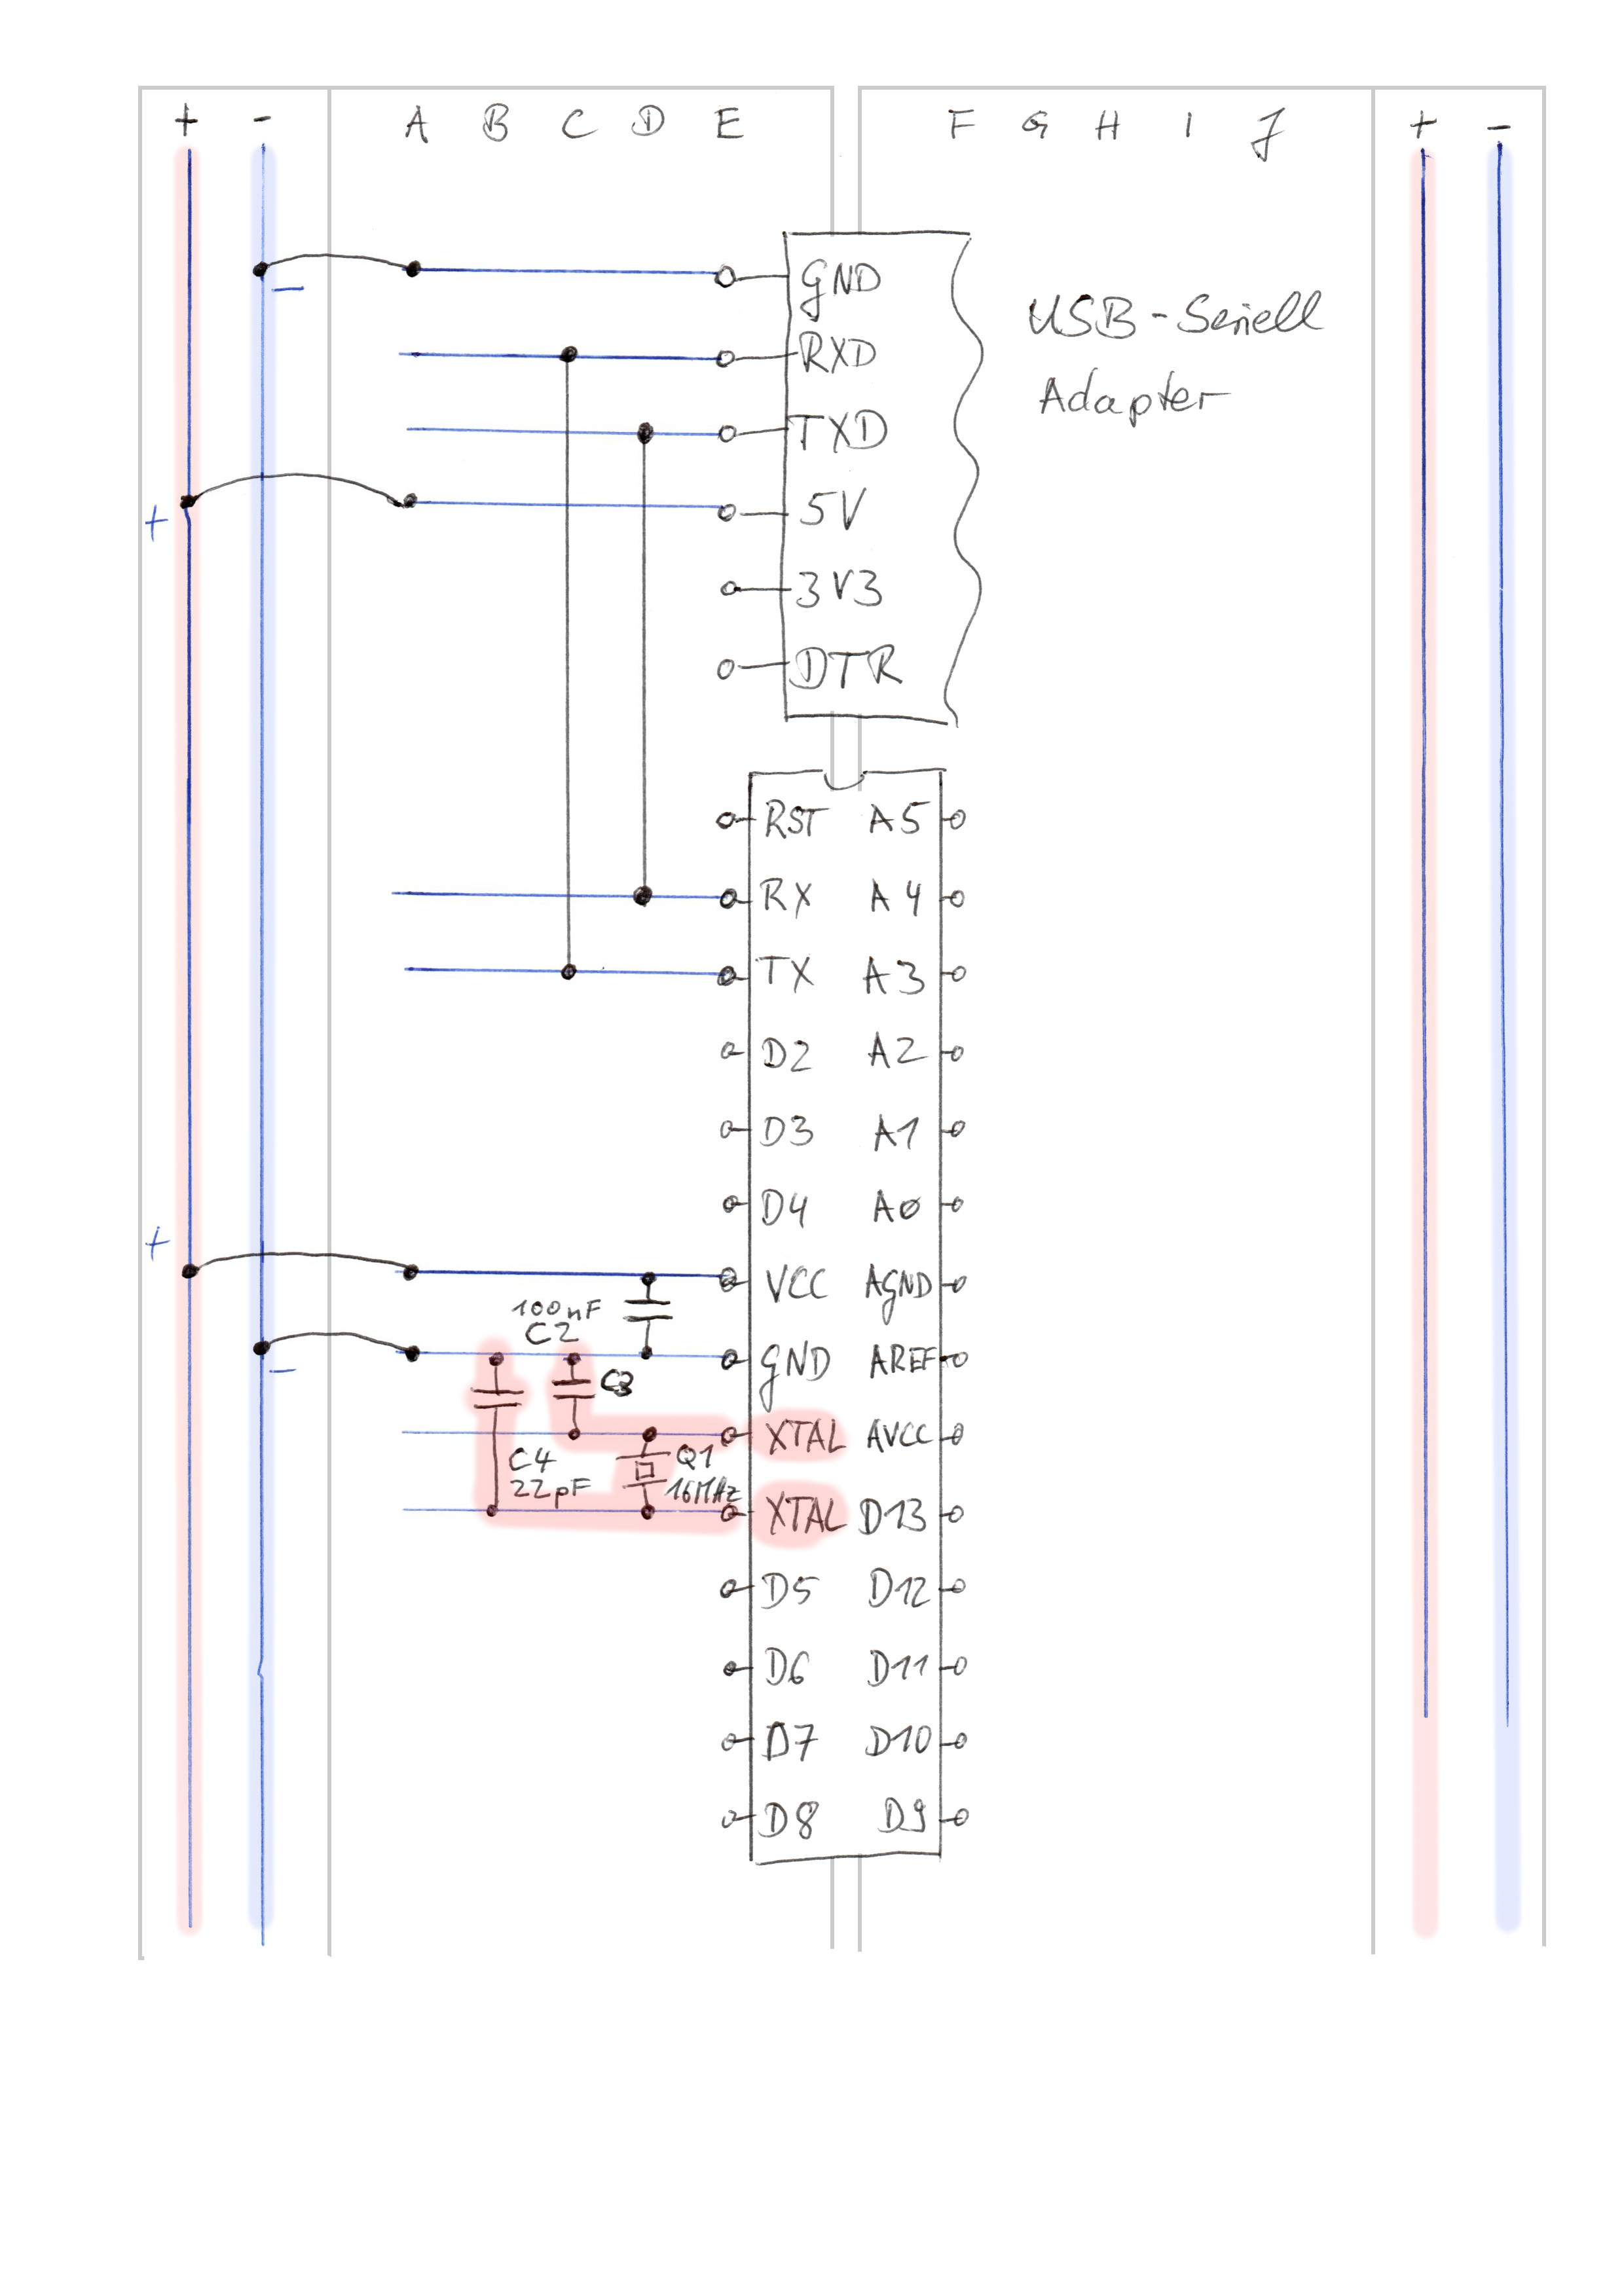 + - A B C D E F G H I J + -
GND
RXD
TXD
5V
3V3
DTR
USB-Seriell
Adapter
-
+
RST A5
RX A4
TX A3
D2 A2
D3 A1
D4 A0
+
VCC AGND
100nF
C2
GND AREF
-
C3
XTAL AVCC
C4
22pF
Q1
16MHz
XTAL D13
D5 D12
D6 D11
D7 D10
D8 D9